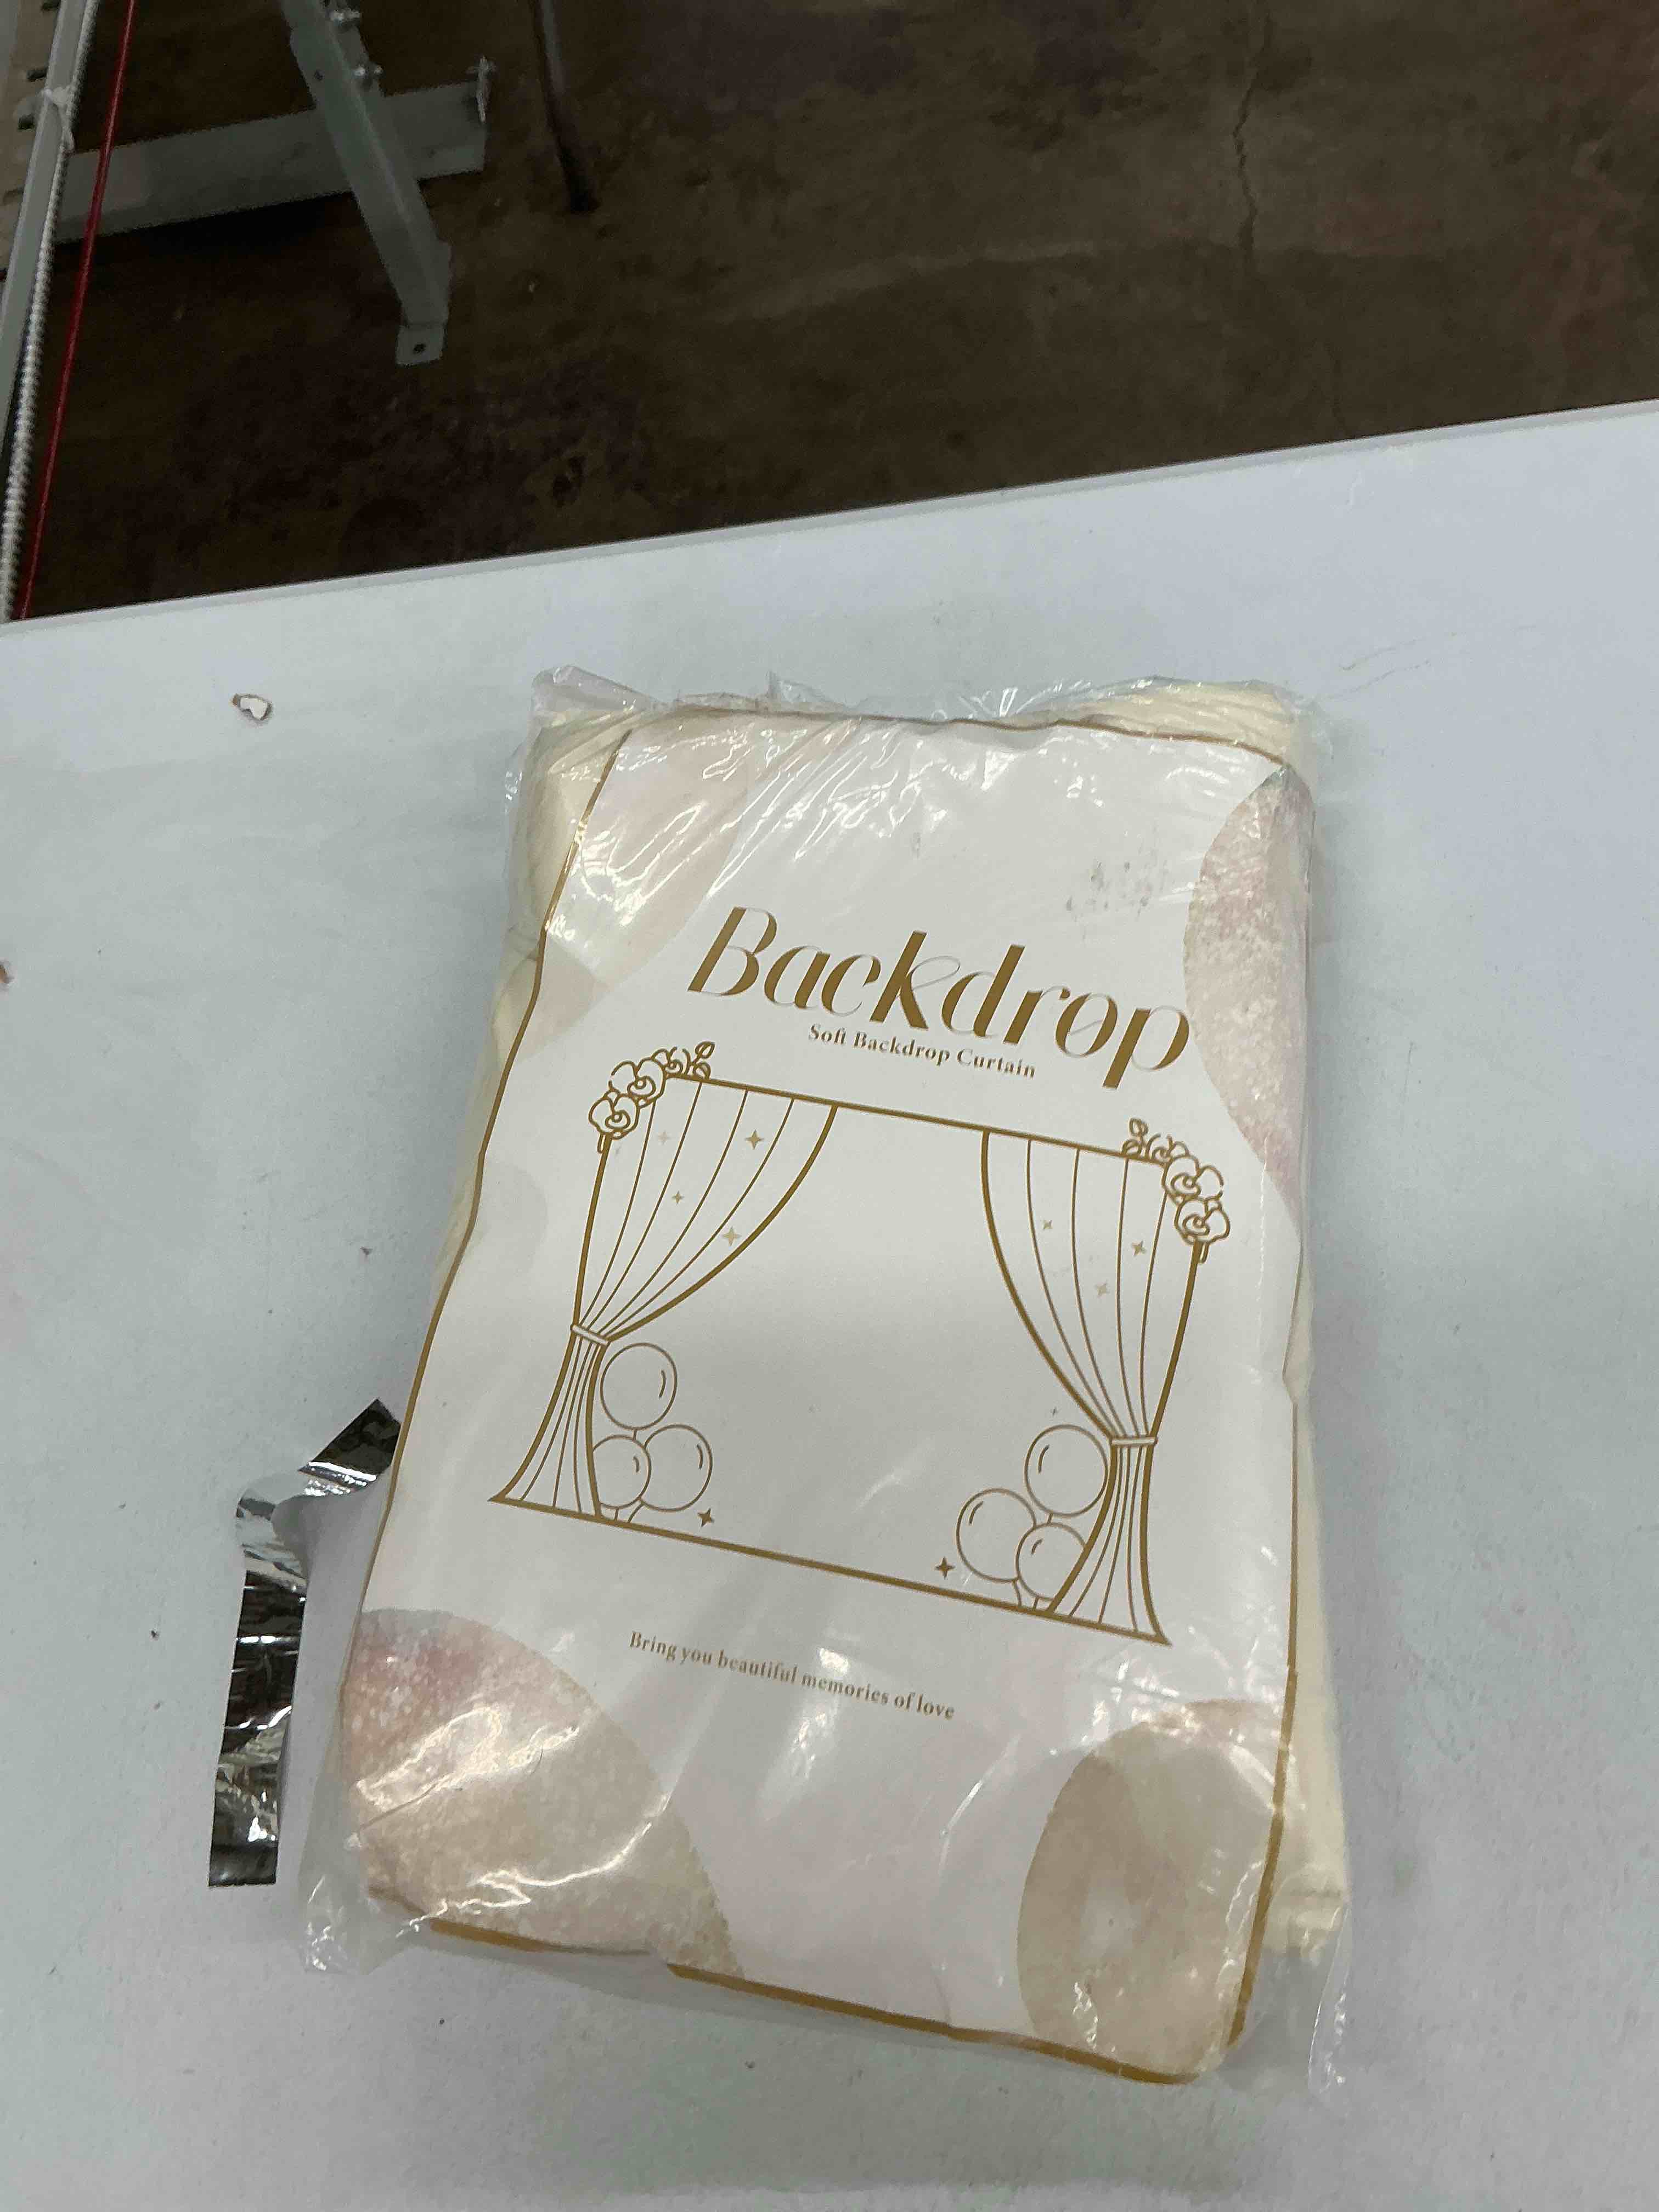 Backdrop
Soft Backdrop Curtain
Bring you beautiful memories of love